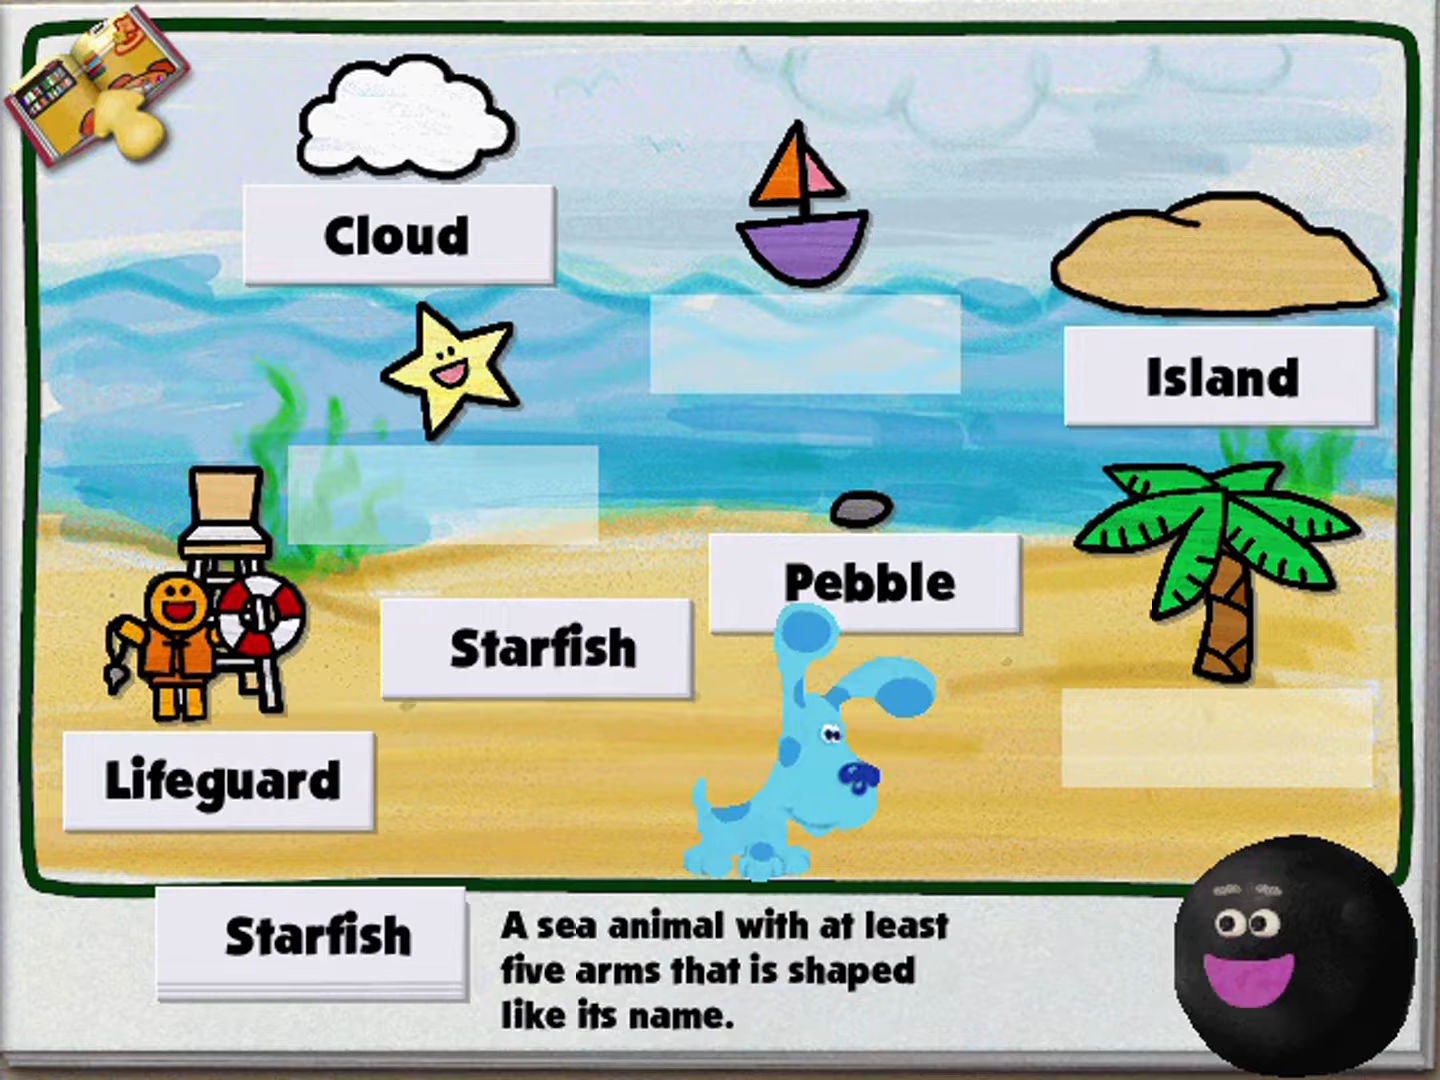 Cloud
Island
Pebble
Starfish
Lifeguard
Starfish
A sea animal with at least
five arms that is shaped
like its name.